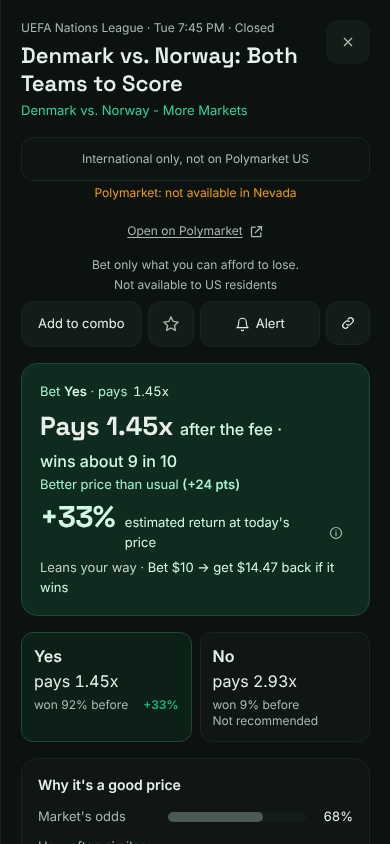 UEFA Nations League · Tue 7:45 PM · Closed
Denmark vs. Norway: Both
Teams to Score
Denmark vs. Norway - More Markets
International only, not on Polymarket US
Polymarket: not available in Nevada
Open on Polymarket
Bet only what you can afford to lose.
Not available to US residents
Add to combo
Alert
Bet Yes · pays 1.45x
Pays 1.45x after the fee ·
wins about 9 in 10
Better price than usual (+24 pts)
+33% estimated return at today's
price
Leans your way · Bet $10 → get $14.47 back if it
wins
Yes
pays 1.45x
won 92% before +33%
No
pays 2.93x
won 9% before
Not recommended
Why it's a good price
Market's odds 68%